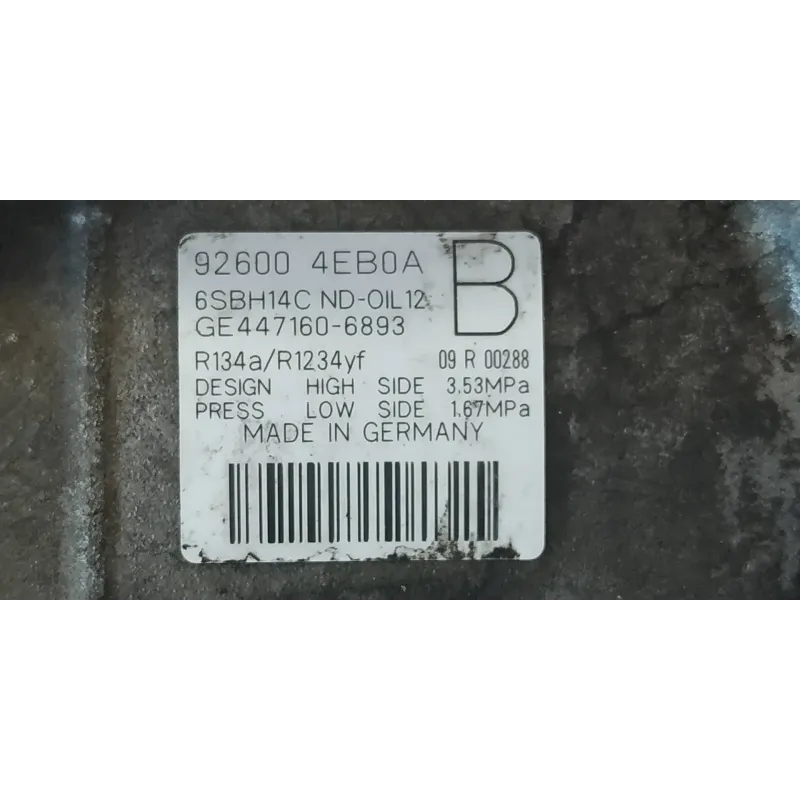 92600 4EB0A B
6SBH14C ND-OIL12
GE447160-6893
R134a/R1234yf 09 R 00288
DESIGN HIGH SIDE 3.53MPa
PRESS LOW SIDE 1.67MPa
MADE IN GERMANY